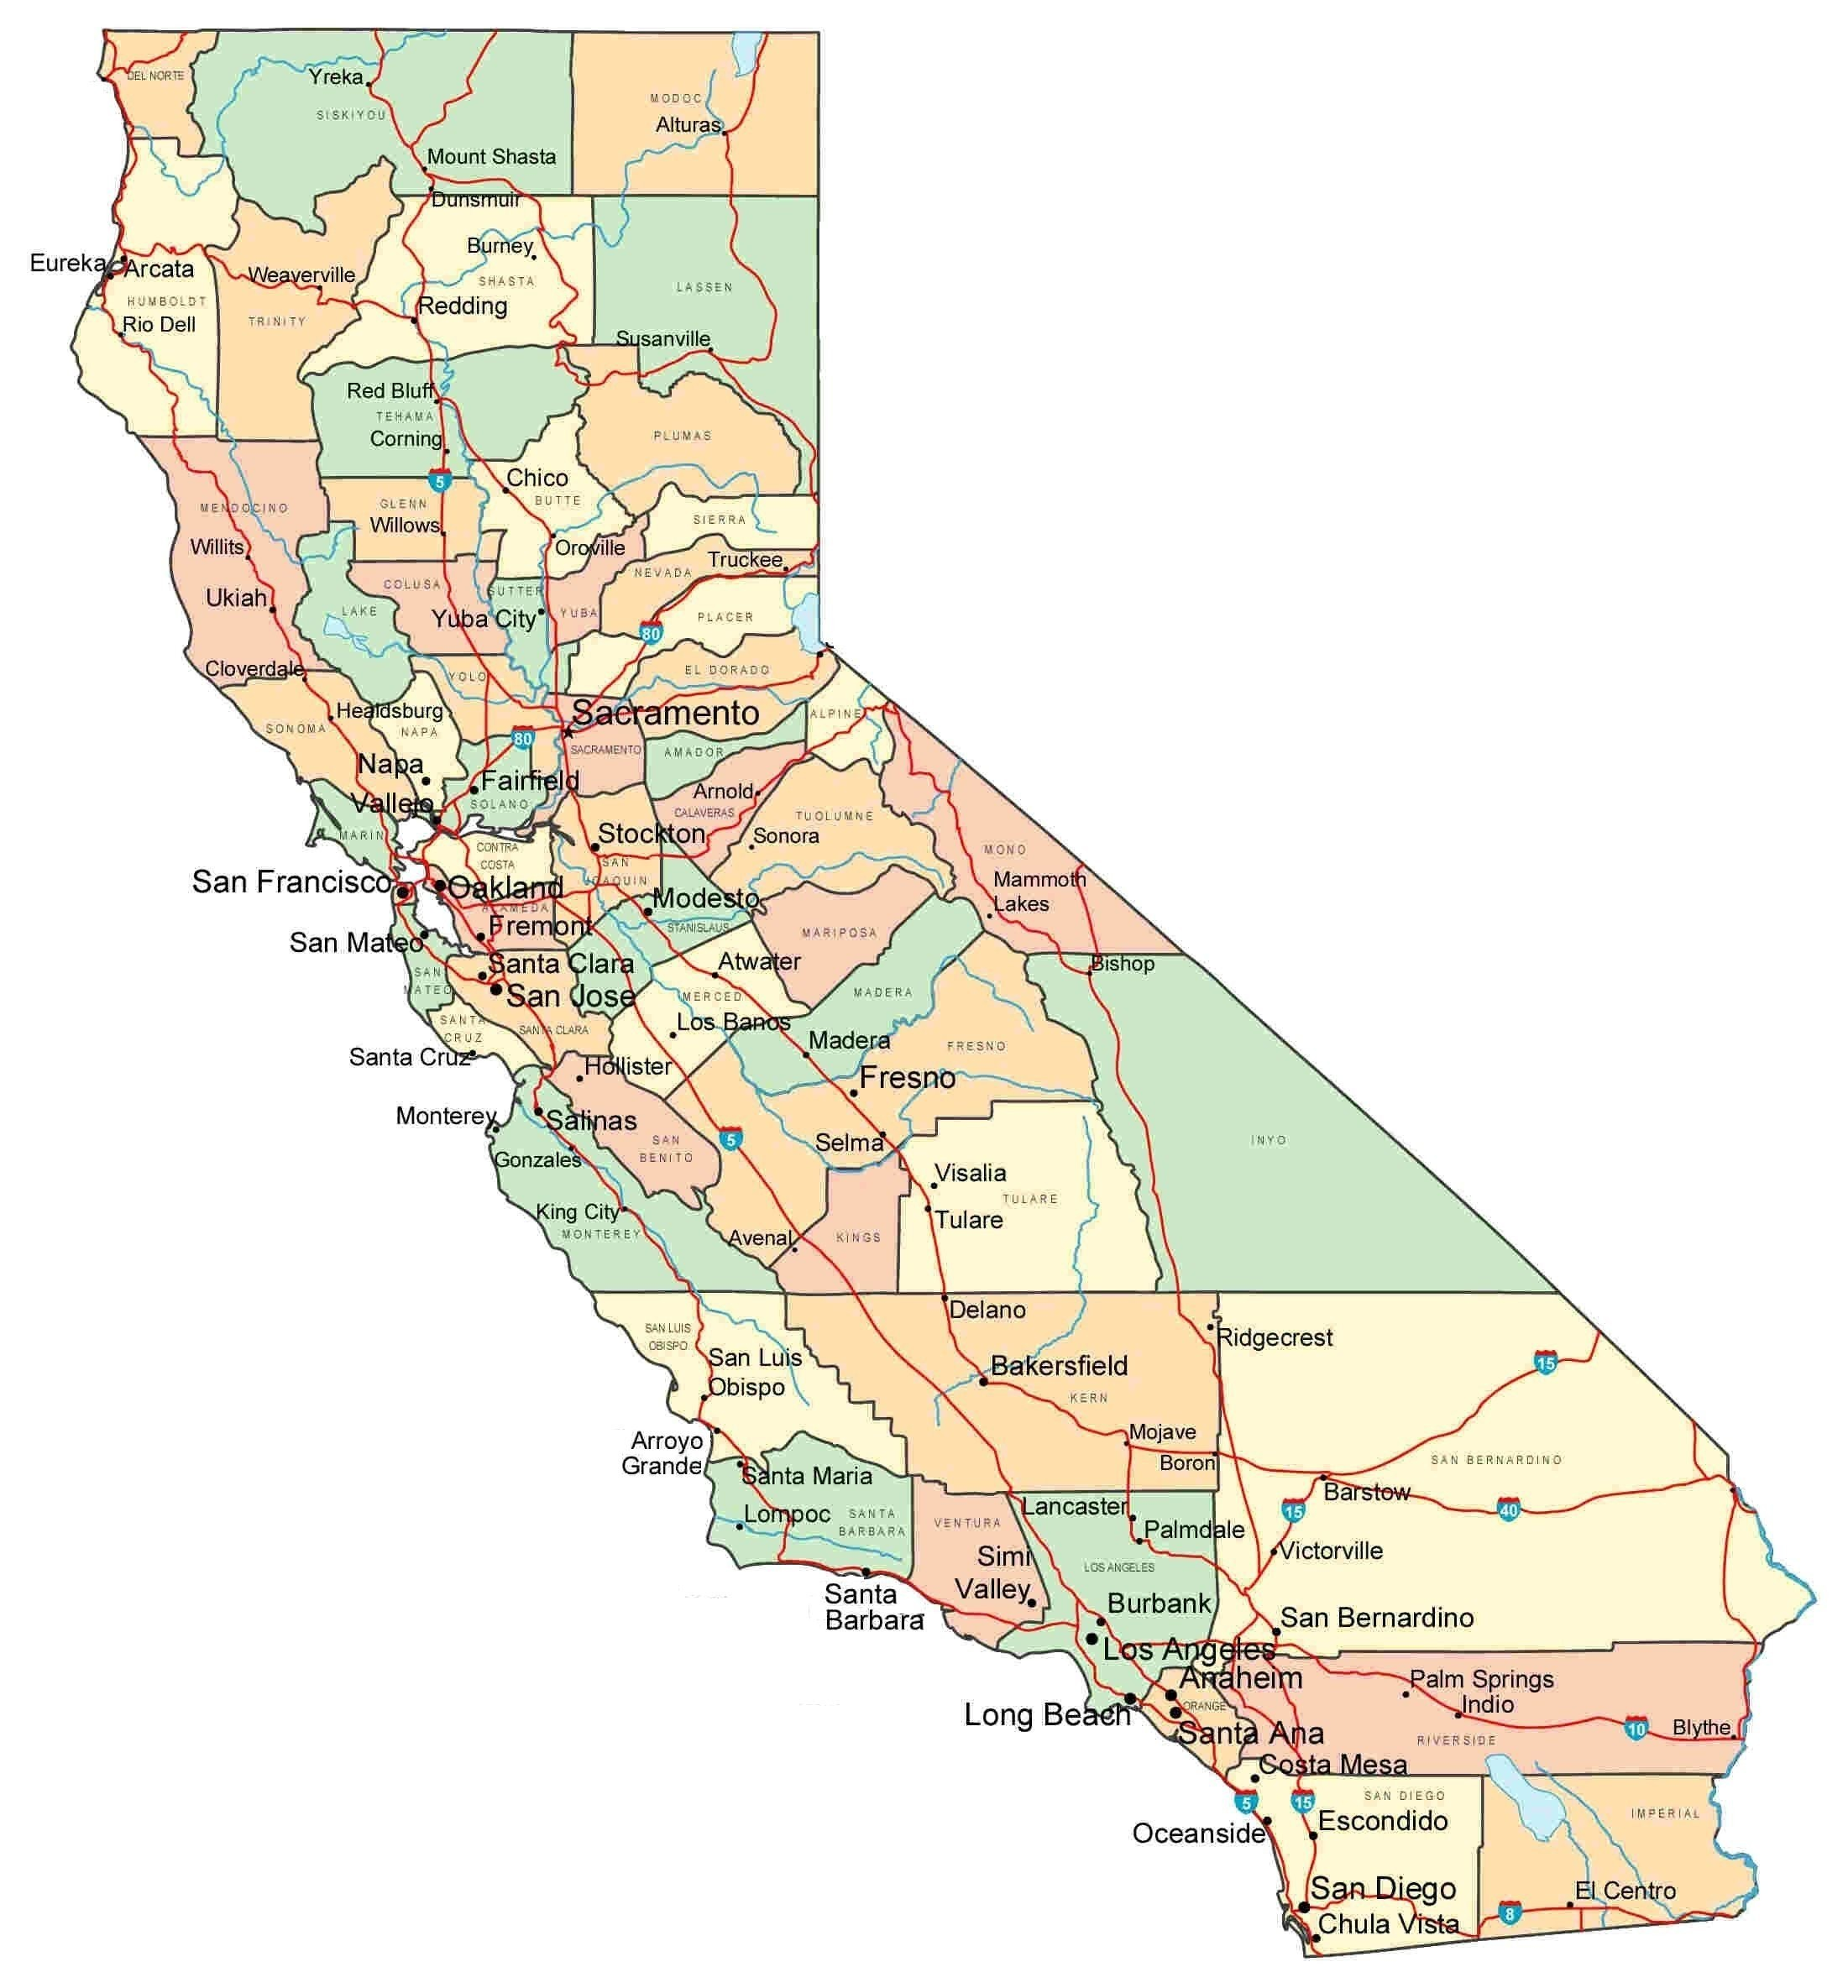 DEL NORTE
Yreka
SISKIYOU
MODOC
Alturas
Mount Shasta
Dunsmuir
Burney
Eureka
Arcata
Weaverville
SHASTA
LASSEN
HUMBOLDT
Redding
Rio Dell
TRINITY
Susanville
Red Bluff
TEHAMA
Corning
PLUMAS
5
Chico
BUTTE
GLENN
MENDOCINO
Willows
SIERRA
Willits
Oroville
Truckee
NEVADA
COLUSA
SUTTER
Ukiah
LAKE
Yuba City
YUBA
PLACER
80
Cloverdale
YOLO
EL DORADO
Healdsburg
Sacramento
ALPINE
SONOMA
NAPA
80
SACRAMENTO
AMADOR
Napa
Fairfield
Arnold
Vallejo
SOLANO
CALAVERAS
TUOLUMNE
MARIN
Stockton
Sonora
CONTRA
COSTA
SAN
JOAQUIN
MONO
San Francisco
Oakland
Mammoth
Lakes
Modesto
ALAMEDA
Fremont
STANISLAUS
MARIPOSA
San Mateo
Santa Clara
Atwater
Bishop
SAN
MATEO
San Jose
MERCED
MADERA
SANTA
CRUZ
SANTA CLARA
Los Banos
Madera
FRESNO
Santa Cruz
Hollister
Fresno
Monterey
Salinas
5
Selma
SAN
BENITO
INYO
Gonzales
Visalia
TULARE
King City
Tulare
MONTEREY
Avenal
KINGS
Delano
SAN LUIS
OBISPO
Ridgecrest
San Luis
Obispo
Bakersfield
15
KERN
Arroyo
Grande
Mojave
Boron
SAN BERNARDINO
Santa Maria
Barstow
Lompoc
SANTA
BARBARA
VENTURA
Lancaster
Palmdale
15
40
Simi
Valley
LOS ANGELES
Victorville
Santa
Barbara
Burbank
San Bernardino
Los Angeles
Anaheim
Palm Springs
Indio
Long Beach
ORANGE
Santa Ana
10
Blythe
RIVERSIDE
Costa Mesa
5
15
SAN DIEGO
IMPERIAL
Oceanside
Escondido
San Diego
El Centro
8
Chula Vista